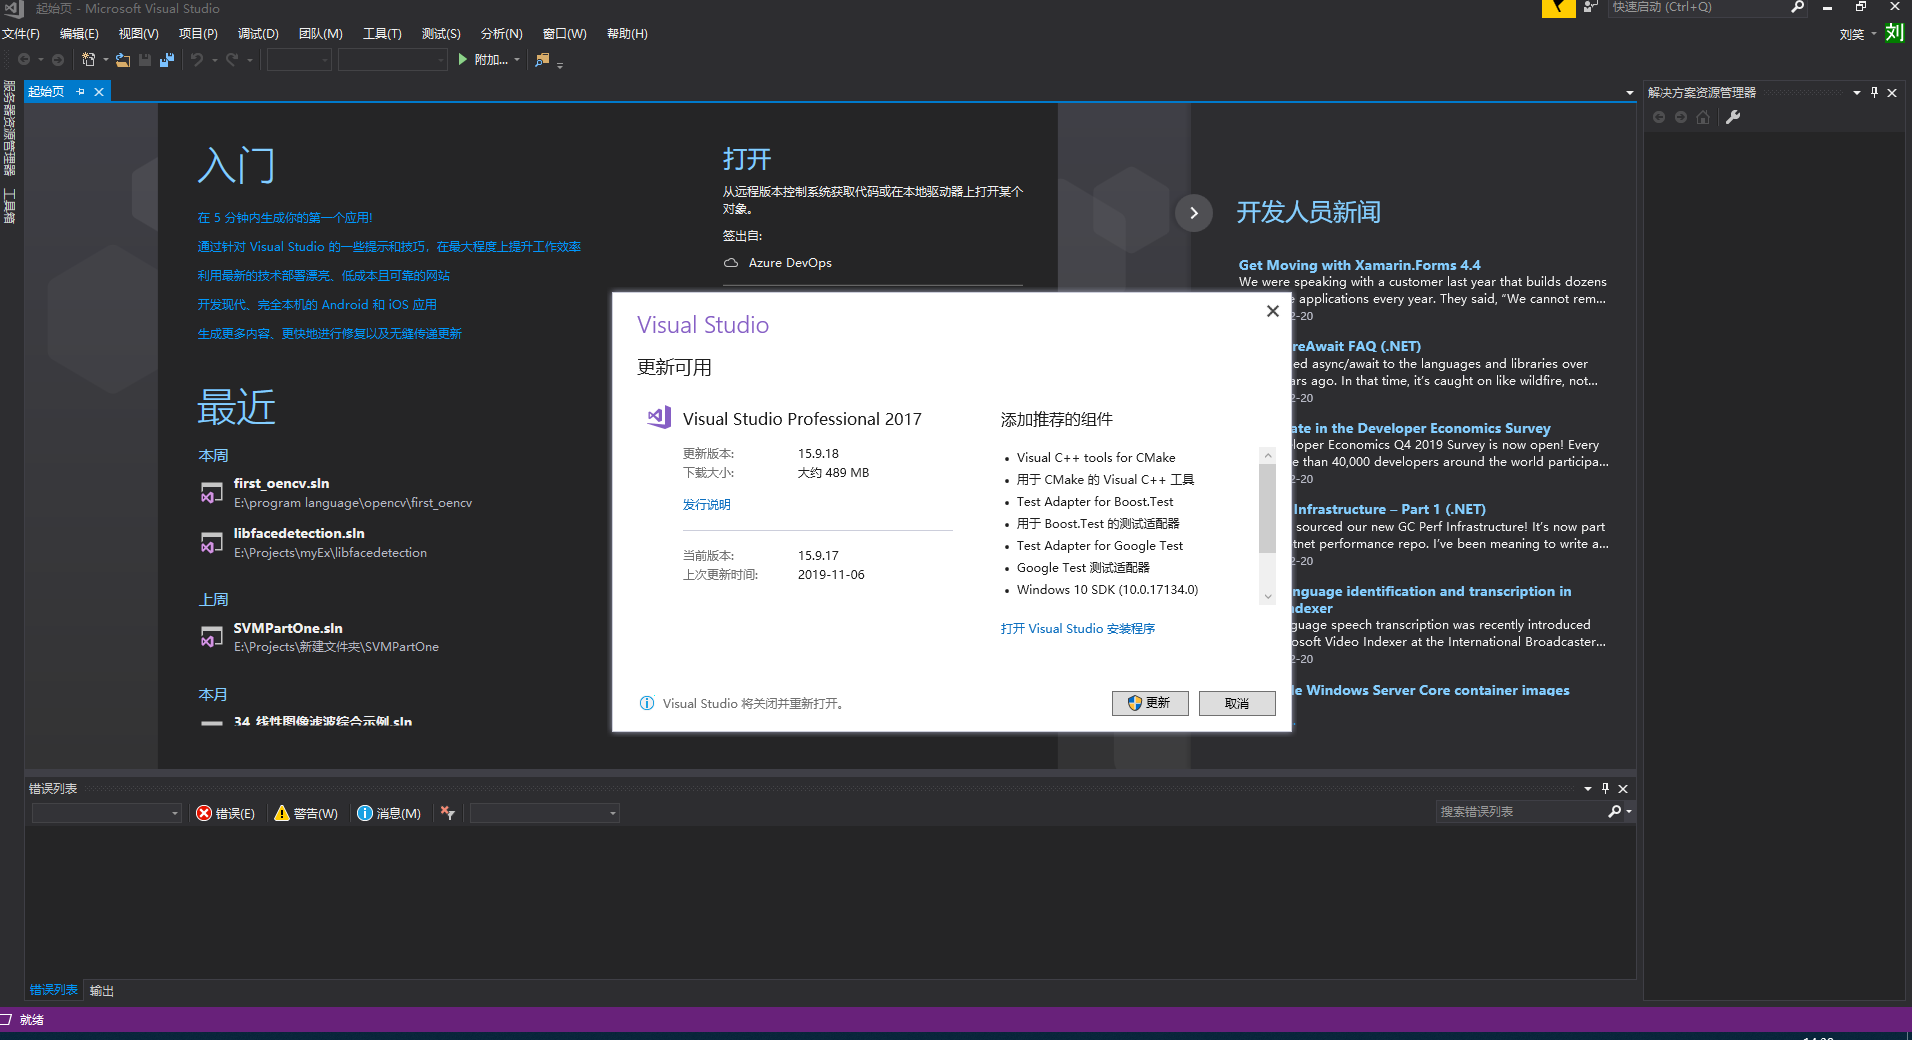 起始页 - Microsoft Visual Studio
快速启动 (Ctrl+Q)
文件(F) 编辑(E) 视图(V) 项目(P) 调试(D) 团队(M) 工具(T) 测试(S) 分析(N) 窗口(W) 帮助(H)
刘笑 刘
附加...
服务器资源管理器
工具箱
起始页
解决方案资源管理器
入门
在 5 分钟内生成你的第一个应用!
通过针对 Visual Studio 的一些提示和技巧，在最大程度上提升工作效率
利用最新的技术部署漂亮、低成本且可靠的网站
开发现代、完全本机的 Android 和 iOS 应用
生成更多内容、更快地进行修复以及无缝传递更新
最近
本周
first_oencv.sln
E:\program language\opencv\first_oencv
libfacedetection.sln
E:\Projects\myEx\libfacedetection
上周
SVMPartOne.sln
E:\Projects\新建文件夹\SVMPartOne
本月
34_线性图像滤波综合示例.sln
打开
从远程版本控制系统获取代码或在本地驱动器上打开某个
对象。
签出自:
Azure DevOps
开发人员新闻
Get Moving with Xamarin.Forms 4.4
We were speaking with a customer last year that builds dozens
e applications every year. They said, “We cannot rem...
2-20
reAwait FAQ (.NET)
ed async/await to the languages and libraries over
ars ago. In that time, it’s caught on like wildfire, not...
2-20
ate in the Developer Economics Survey
loper Economics Q4 2019 Survey is now open! Every
e than 40,000 developers around the world participa...
2-20
Infrastructure – Part 1 (.NET)
sourced our new GC Perf Infrastructure! It’s now part
tnet performance repo. I’ve been meaning to write a...
2-20
nguage identification and transcription in
ndexer
guage speech transcription was recently introduced
osoft Video Indexer at the International Broadcaster...
2-20
le Windows Server Core container images
Visual Studio
更新可用
Visual Studio Professional 2017
更新版本: 15.9.18
下载大小: 大约 489 MB
发行说明
当前版本: 15.9.17
上次更新时间: 2019-11-06
添加推荐的组件
• Visual C++ tools for CMake
• 用于 CMake 的 Visual C++ 工具
• Test Adapter for Boost.Test
• 用于 Boost.Test 的测试适配器
• Test Adapter for Google Test
• Google Test 测试适配器
• Windows 10 SDK (10.0.17134.0)
打开 Visual Studio 安装程序
Visual Studio 将关闭并重新打开。
更新 取消
错误列表
错误(E) 警告(W) 消息(M)
搜索错误列表
错误列表 输出
就绪